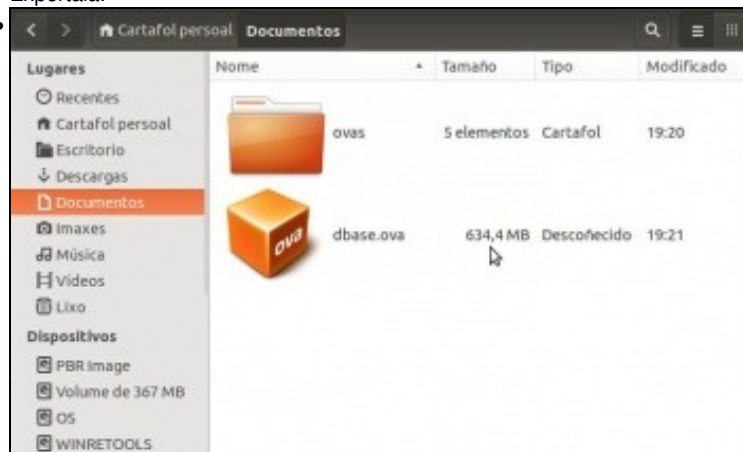 Cartafol persoal Documentos
Lugares
Nome Tamaño Tipo Modificado
Recentes
Cartafol persoal
Escritorio
Descargas
Documentos
Imaxes
Música
Vídeos
Lixo
Dispositivos
PBR Image
Volume de 367 MB
OS
WINRETOOLS
ovas 5 elementos Cartafol 19:20
ova
dbase.ova 634,4 MB Descoñecido 19:21